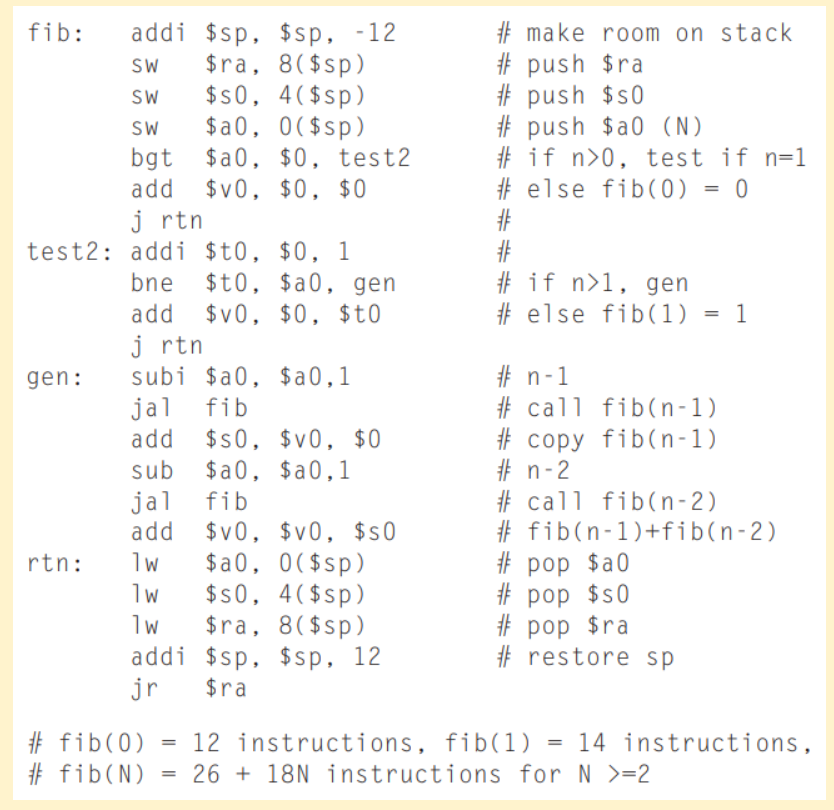 fib: addi $sp, $sp, -12 # make room on stack
sw $ra, 8($sp) # push $ra
sw $s0, 4($sp) # push $s0
sw $a0, 0($sp) # push $a0 (N)
bgt $a0, $0, test2 # if n>0, test if n=1
add $v0, $0, $0 # else fib(0) = 0
j rtn #
test2: addi $t0, $0, 1 #
bne $t0, $a0, gen # if n>1, gen
add $v0, $0, $t0 # else fib(1) = 1
j rtn
gen: subi $a0, $a0,1 # n-1
jal fib # call fib(n-1)
add $s0, $v0, $0 # copy fib(n-1)
sub $a0, $a0,1 # n-2
jal fib # call fib(n-2)
add $v0, $v0, $s0 # fib(n-1)+fib(n-2)
rtn: lw $a0, 0($sp) # pop $a0
lw $s0, 4($sp) # pop $s0
lw $ra, 8($sp) # pop $ra
addi $sp, $sp, 12 # restore sp
jr $ra
# fib(0) = 12 instructions, fib(1) = 14 instructions,
# fib(N) = 26 + 18N instructions for N >=2